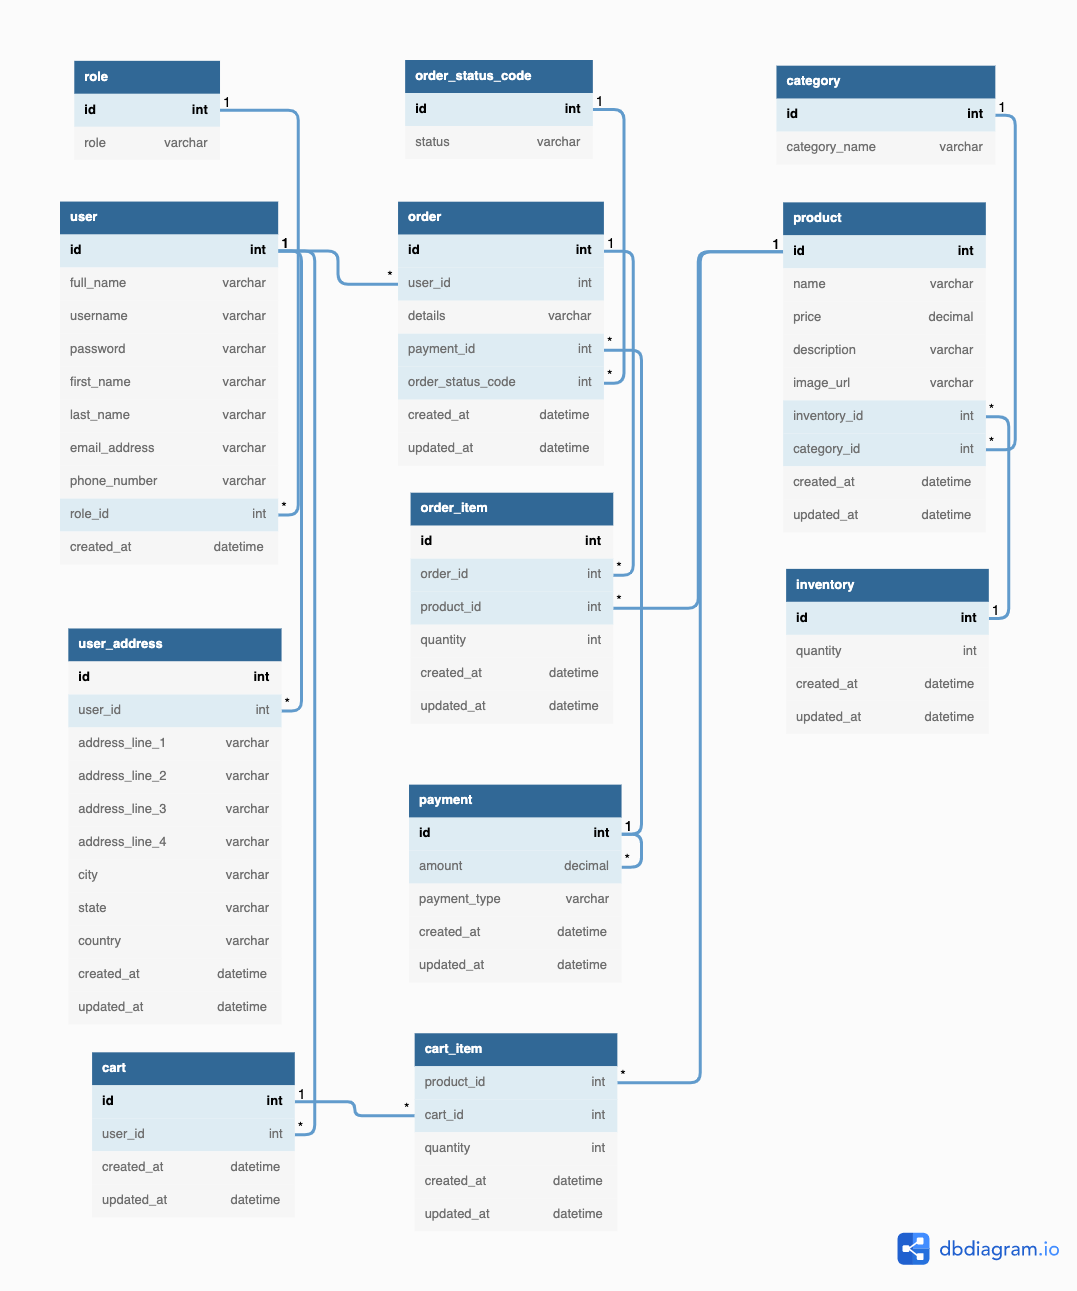 role
id int 1
role varchar
order_status_code
id int 1
status varchar
category
id int 1
category_name varchar
user
id int 1
full_name varchar
username varchar
password varchar
first_name varchar
last_name varchar
email_address varchar
phone_number varchar
role_id int *
created_at datetime
order
id int 1
* user_id int
details varchar
payment_id int *
order_status_code int *
created_at datetime
updated_at datetime
product
1 id int
name varchar
price decimal
description varchar
image_url varchar
inventory_id int *
category_id int *
created_at datetime
updated_at datetime
order_item
id int
order_id int *
product_id int *
quantity int
created_at datetime
updated_at datetime
inventory
id int 1
quantity int
created_at datetime
updated_at datetime
user_address
id int
user_id int *
address_line_1 varchar
address_line_2 varchar
address_line_3 varchar
address_line_4 varchar
city varchar
state varchar
country varchar
created_at datetime
updated_at datetime
payment
id int 1
amount decimal *
payment_type varchar
created_at datetime
updated_at datetime
cart
id int 1
user_id int *
created_at datetime
updated_at datetime
cart_item
product_id int *
* cart_id int
quantity int
created_at datetime
updated_at datetime
dbdiagram.io